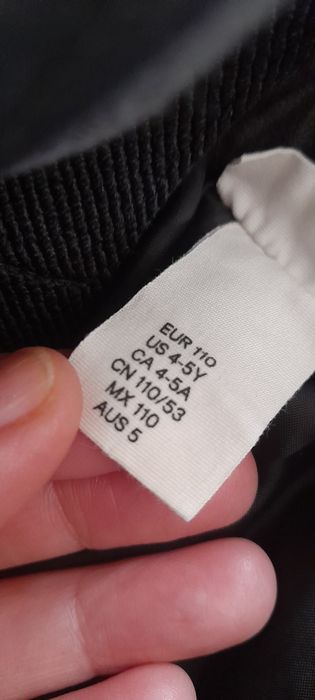 EUR 110
US 4-5Y
CA 4-5A
CN 110/53
MX 110
AUS 5